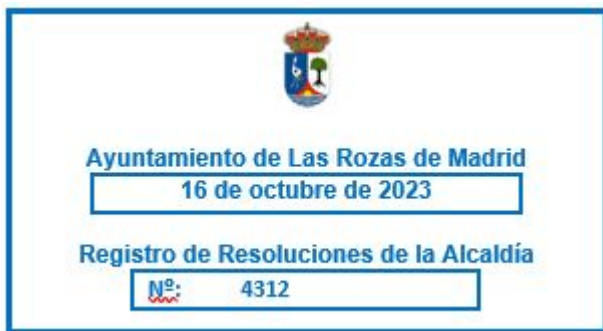 Ayuntamiento de Las Rozas de Madrid
16 de octubre de 2023
Registro de Resoluciones de la Alcaldía
Nº: 4312